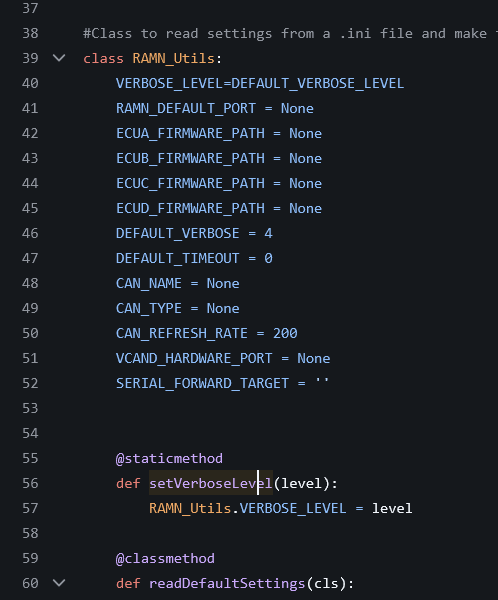 37
38 #Class to read settings from a .ini file and make
39 class RAMN_Utils:
40 VERBOSE_LEVEL=DEFAULT_VERBOSE_LEVEL
41 RAMN_DEFAULT_PORT = None
42 ECUA_FIRMWARE_PATH = None
43 ECUB_FIRMWARE_PATH = None
44 ECUC_FIRMWARE_PATH = None
45 ECUD_FIRMWARE_PATH = None
46 DEFAULT_VERBOSE = 4
47 DEFAULT_TIMEOUT = 0
48 CAN_NAME = None
49 CAN_TYPE = None
50 CAN_REFRESH_RATE = 200
51 VCAND_HARDWARE_PORT = None
52 SERIAL_FORWARD_TARGET = ''
53
54
55 @staticmethod
56 def setVerboseLevel(level):
57 RAMN_Utils.VERBOSE_LEVEL = level
58
59 @classmethod
60 def readDefaultSettings(cls):